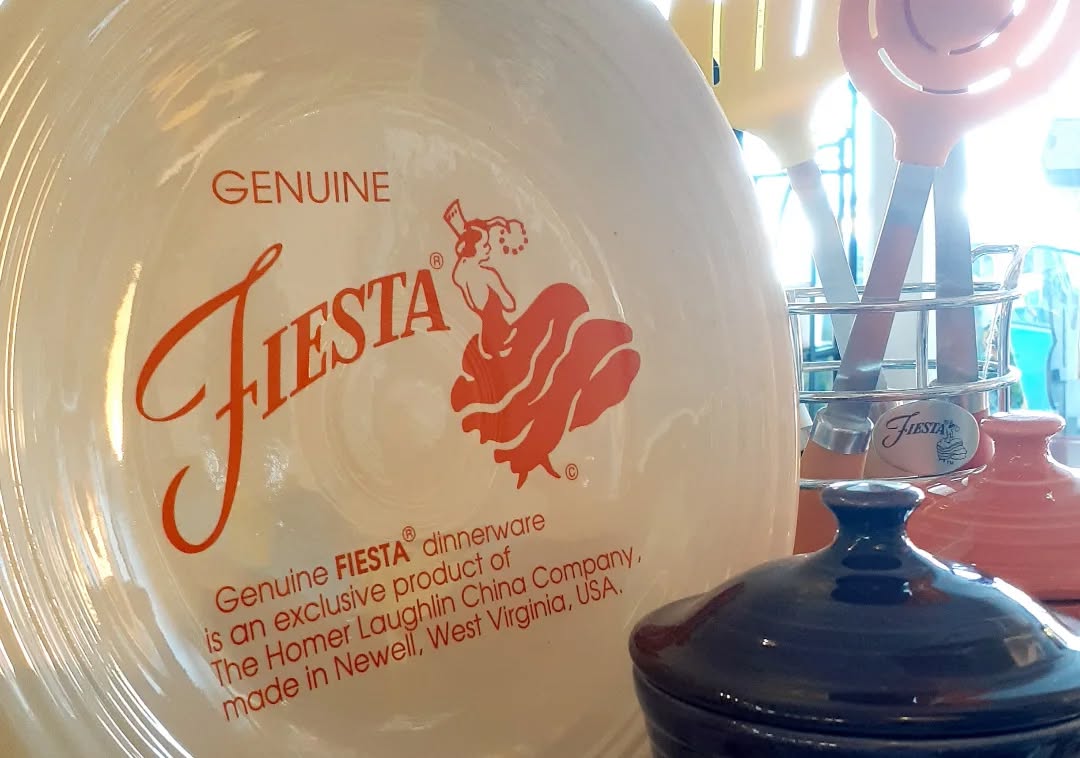 GENUINE
FIESTA®
©
Genuine FIESTA® dinnerware
is an exclusive product of
The Homer Laughlin China Company,
made in Newell, West Virginia, USA.
FIESTA